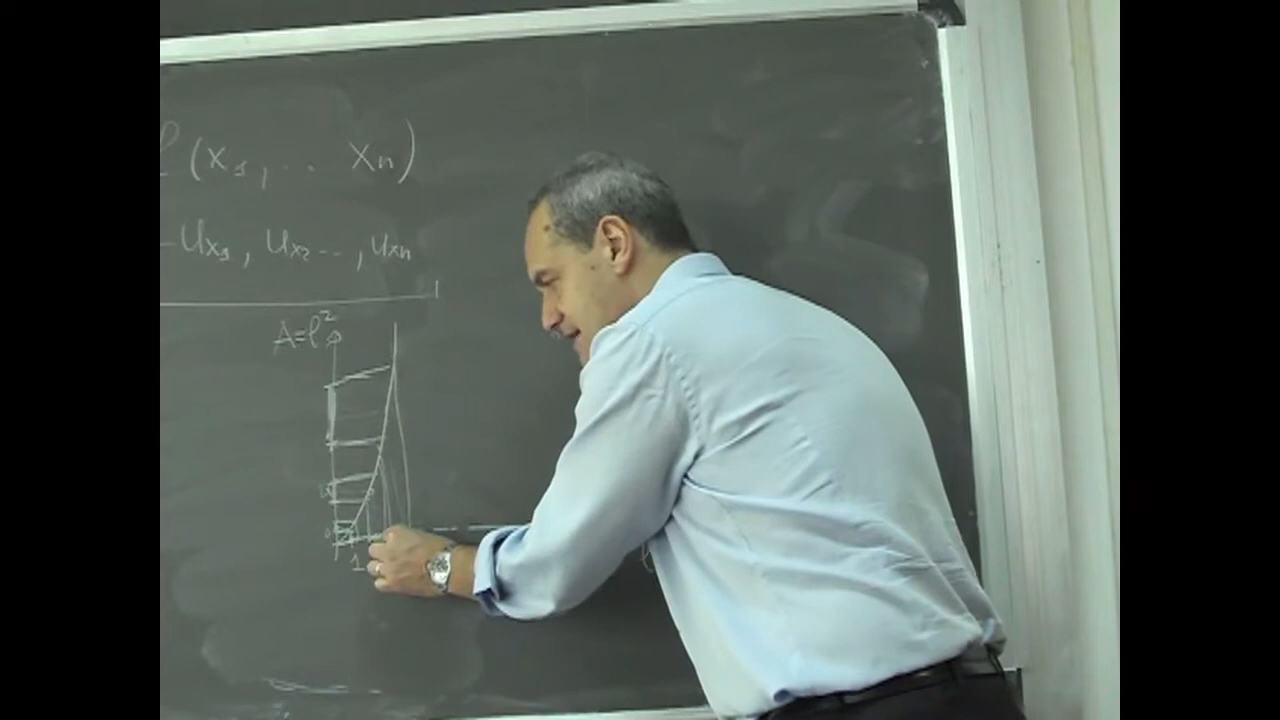 (x₁, .. xₙ)
-uₓ₁, uₓ₂.., uₓₙ
A=l²
1